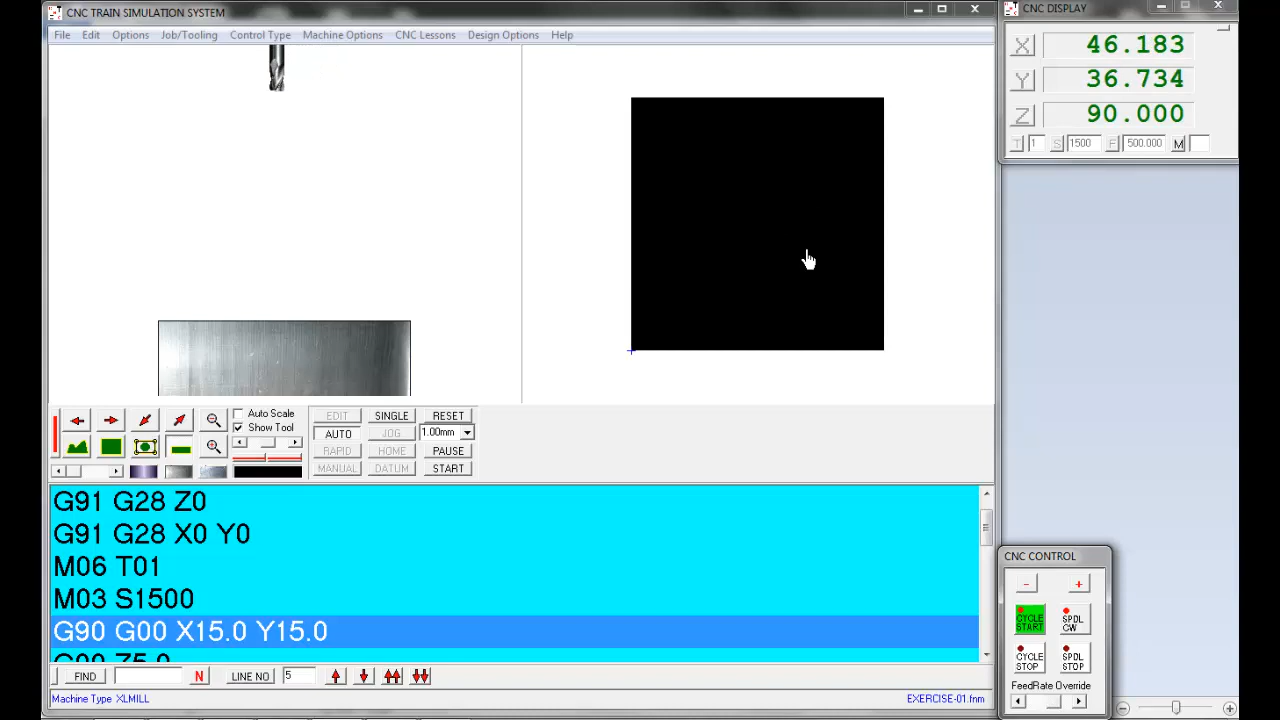 CNC TRAIN SIMULATION SYSTEM
File Edit Options Job/Tooling Control Type Machine Options CNC Lessons Design Options Help
CNC DISPLAY
X 46.183
Y 36.734
Z 90.000
T 1 S 1500 F 500.000 M
Auto Scale
Show Tool
EDIT SINGLE RESET
AUTO JOG 1.00mm
RAPID HOME PAUSE
MANUAL DATUM START
G91 G28 Z0
G91 G28 X0 Y0
M06 T01
M03 S1500
G90 G00 X15.0 Y15.0
G00 Z5.0
FIND N LINE NO 5
Machine Type XLMILL EXERCISE-01.fnm
CNC CONTROL
- +
CYCLE START SPDL CW
CYCLE STOP SPDL STOP
FeedRate Override